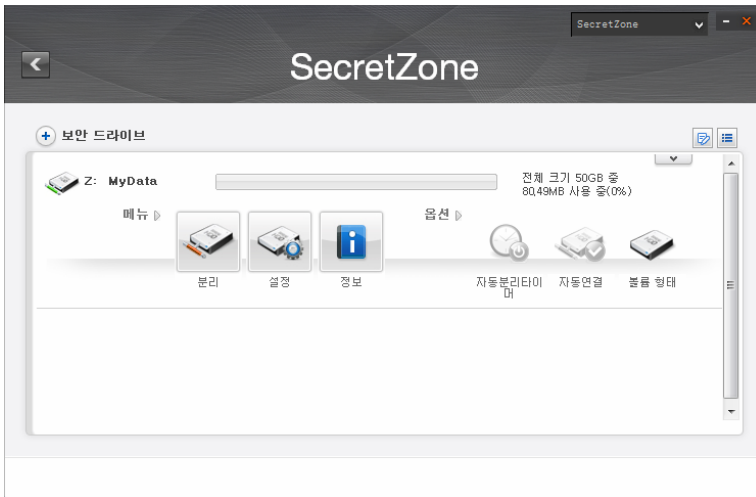 SecretZone
SecretZone
보안 드라이브
Z: MyData
전체 크기 50GB 중
80,49MB 사용 중(0%)
메뉴
옵션
분리
설정
정보
자동분리타이
머
자동연결
볼륨 형태